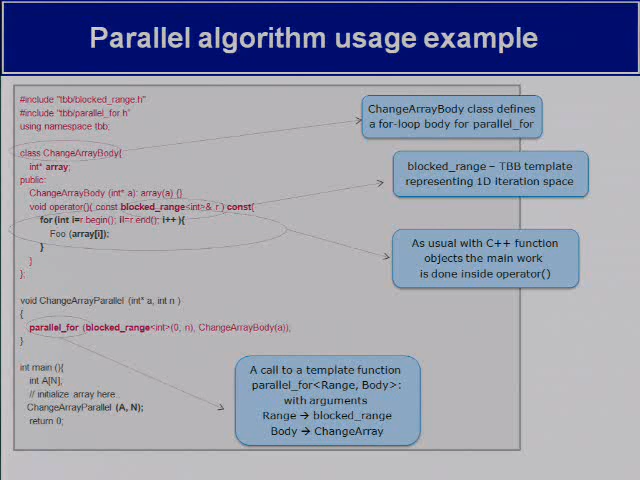 Parallel algorithm usage example
#include "tbb/blocked_range.h"
#include "tbb/parallel_for.h"
using namespace tbb;
class ChangeArrayBody{
int* array;
public:
ChangeArrayBody (int* a): array(a) {}
void operator()( const blocked_range<int>& r ) const{
for (int i=r.begin(); i!=r.end(); i++ ){
Foo (array[i]);
}
}
};
void ChangeArrayParallel (int* a, int n )
{
parallel_for (blocked_range<int>(0, n), ChangeArrayBody(a));
}
int main (){
int A[N];
// initialize array here..
ChangeArrayParallel (A, N);
return 0;
ChangeArrayBody class defines
a for-loop body for parallel_for
blocked_range – TBB template
representing 1D iteration space
As usual with C++ function
objects the main work
is done inside operator()
A call to a template function
parallel_for<Range, Body>:
with arguments
Range → blocked_range
Body → ChangeArray